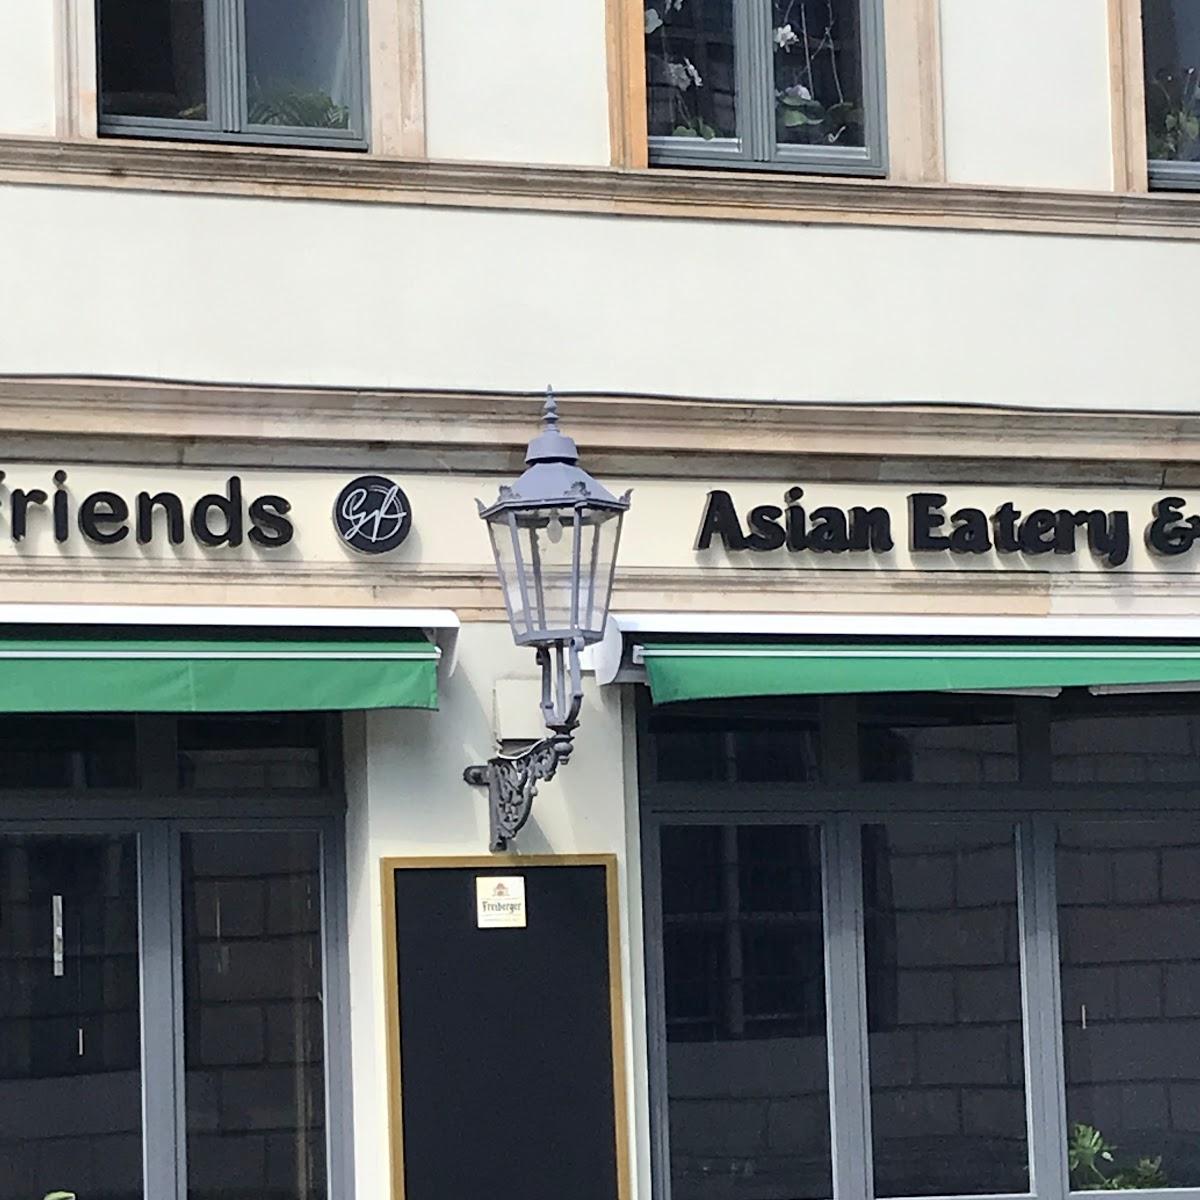 friends
Asian Eatery &
Freiberger